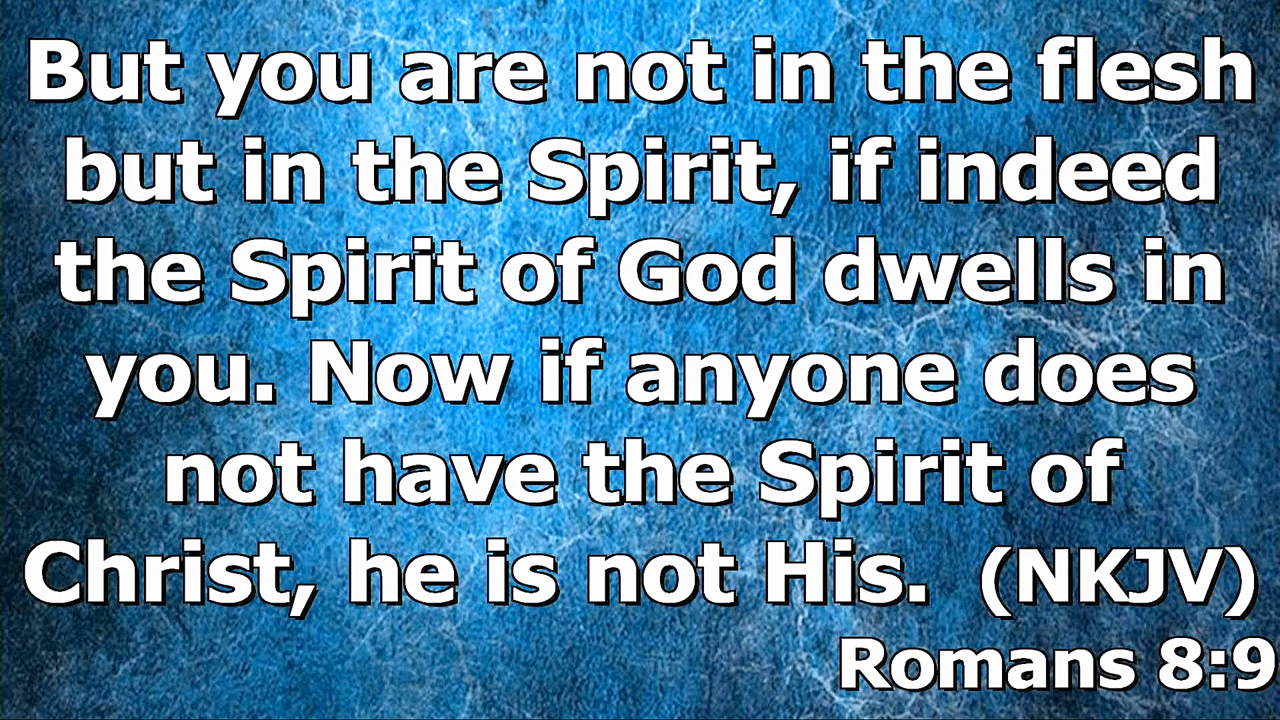 But you are not in the flesh
but in the Spirit, if indeed
the Spirit of God dwells in
you. Now if anyone does
not have the Spirit of
Christ, he is not His.  (NKJV)
Romans 8:9